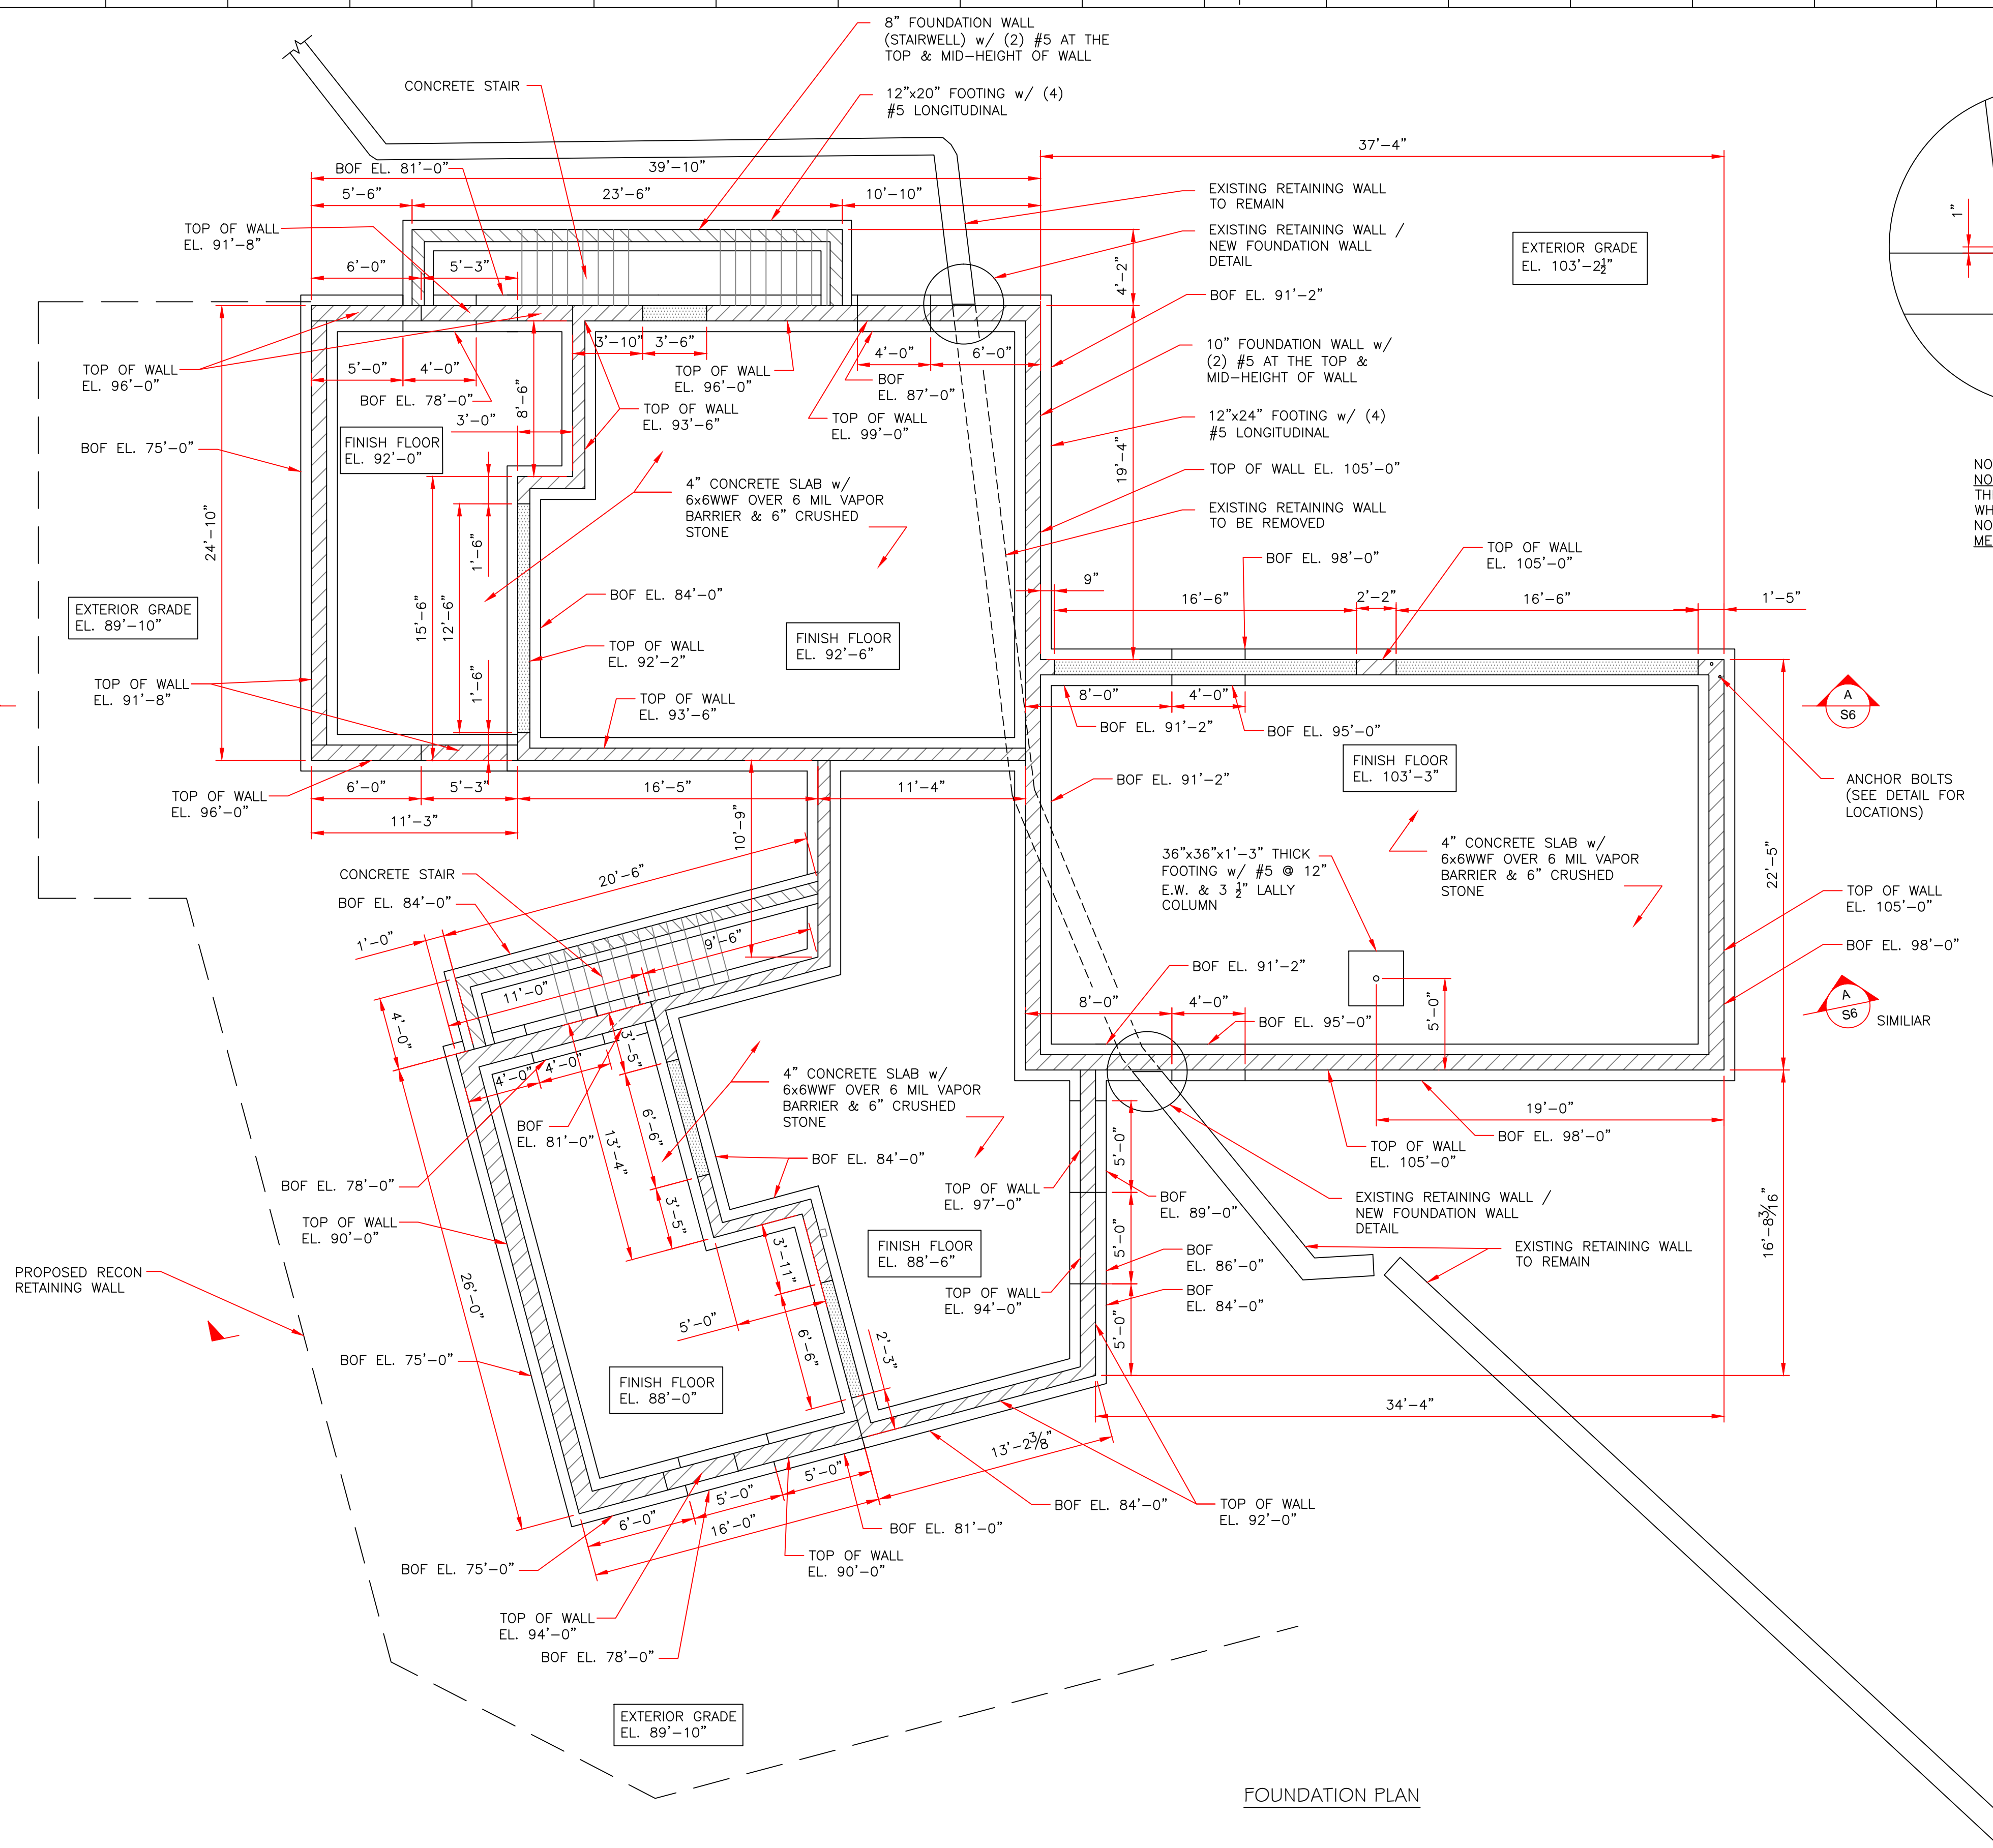 8” FOUNDATION WALL
(STAIRWELL) w/ (2) #5 AT THE
TOP & MID-HEIGHT OF WALL
CONCRETE STAIR
12”x20” FOOTING w/ (4)
#5 LONGITUDINAL
37’-4”
BOF EL. 81’-0”
39’-10”
5’-6”
23’-6”
10’-10”
EXISTING RETAINING WALL
TO REMAIN
TOP OF WALL
EL. 91’-8”
EXISTING RETAINING WALL /
NEW FOUNDATION WALL
DETAIL
EXTERIOR GRADE
EL. 103’-2½”
1”
6’-0”
5’-3”
4’-2”
BOF EL. 91’-2”
TOP OF WALL
EL. 96’-0”
5’-0”
4’-0”
BOF EL. 78’-0”
3’-0”
8’-6”
3’-10”
3’-6”
TOP OF WALL
EL. 96’-0”
4’-0”
6’-0”
BOF
EL. 87’-0”
10” FOUNDATION WALL w/
(2) #5 AT THE TOP &
MID-HEIGHT OF WALL
TOP OF WALL
EL. 93’-6”
TOP OF WALL
EL. 99’-0”
12”x24” FOOTING w/ (4)
#5 LONGITUDINAL
FINISH FLOOR
EL. 92’-0”
BOF EL. 75’-0”
19’-4”
TOP OF WALL EL. 105’-0”
NO
NO
TH
WH
NO
ME
4” CONCRETE SLAB w/
6x6WWF OVER 6 MIL VAPOR
BARRIER & 6” CRUSHED
STONE
EXISTING RETAINING WALL
TO BE REMOVED
24’-10”
1’-6”
BOF EL. 98’-0”
TOP OF WALL
EL. 105’-0”
9”
16’-6”
2’-2”
16’-6”
1’-5”
EXTERIOR GRADE
EL. 89’-10”
15’-6”
12’-6”
BOF EL. 84’-0”
FINISH FLOOR
EL. 92’-6”
TOP OF WALL
EL. 92’-2”
TOP OF WALL
EL. 91’-8”
1’-6”
TOP OF WALL
EL. 93’-6”
8’-0”
4’-0”
BOF EL. 91’-2”
BOF EL. 95’-0”
A
S6
FINISH FLOOR
EL. 103’-3”
BOF EL. 91’-2”
ANCHOR BOLTS
(SEE DETAIL FOR
LOCATIONS)
TOP OF WALL
EL. 96’-0”
6’-0”
5’-3”
16’-5”
11’-4”
11’-3”
10’-9”
36”x36”x1’-3” THICK
FOOTING w/ #5 @ 12”
E.W. & 3 ½” LALLY
COLUMN
4” CONCRETE SLAB w/
6x6WWF OVER 6 MIL VAPOR
BARRIER & 6” CRUSHED
STONE
22’-5”
CONCRETE STAIR
20’-6”
BOF EL. 84’-0”
TOP OF WALL
EL. 105’-0”
1’-0”
9’-6”
BOF EL. 98’-0”
11’-0”
BOF EL. 91’-2”
8’-0”
4’-0”
5’-0”
BOF EL. 95’-0”
A
S6
SIMILIAR
4’-0”
3’-5”
4’-0”
4’-0”
4” CONCRETE SLAB w/
6x6WWF OVER 6 MIL VAPOR
BARRIER & 6” CRUSHED
STONE
BOF
EL. 81’-0”
6’-6”
13’-4”
BOF EL. 84’-0”
19’-0”
TOP OF WALL
EL. 105’-0”
BOF EL. 98’-0”
5’-0”
BOF EL. 78’-0”
TOP OF WALL
EL. 90’-0”
3’-5”
TOP OF WALL
EL. 97’-0”
BOF
EL. 89’-0”
EXISTING RETAINING WALL /
NEW FOUNDATION WALL
DETAIL
16’-8 3/16”
FINISH FLOOR
EL. 88’-6”
5’-0”
BOF
EL. 86’-0”
EXISTING RETAINING WALL
TO REMAIN
PROPOSED RECON
RETAINING WALL
26’-0”
3’-11”
TOP OF WALL
EL. 94’-0”
BOF
EL. 84’-0”
5’-0”
6’-6”
2’-3”
5’-0”
BOF EL. 75’-0”
FINISH FLOOR
EL. 88’-0”
34’-4”
13’-2⅜”
5’-0”
5’-0”
6’-0”
16’-0”
BOF EL. 84’-0”
TOP OF WALL
EL. 92’-0”
BOF EL. 81’-0”
BOF EL. 75’-0”
TOP OF WALL
EL. 90’-0”
TOP OF WALL
EL. 94’-0”
BOF EL. 78’-0”
EXTERIOR GRADE
EL. 89’-10”
FOUNDATION PLAN